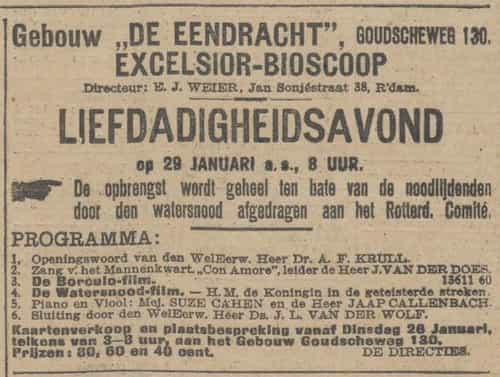 Gebouw „DE EENDRACHT”, GOUDSCHEWEG 130.
EXCELSIOR-BIOSCOOP
Directeur: E. J. WEIER, Jan Sonjéstraat 38, R'dam.
LIEFDADIGHEIDSAVOND
op 29 JANUARI a.s., 8 UUR.
De opbrengst wordt geheel ten bate van de noodlijdenden
door den watersnood afgedragen aan het Rotterd. Comité.
PROGRAMMA:
1. Openingswoord van den WelEerw. Heer Dr. A. F. KRULL.
2. Zang v. het Mannenkwart. „Con Amore”, leider de Heer J. VAN DER DOES.
3. De Borculo-film. 13611 60
4. De Watersnood-film. — H. M. de Koningin in de geteisterde streken.
5. Piano en Viool: Mej. SUZE CAHEN en de Heer JAAP CALLENBACH.
6. Sluiting door den WelEerw. Heer Ds. J. L. VAN DER WOLF.
Kaartenverkoop en plaatsbespreking vanaf Dinsdag 26 Januari,
telkens van 3—8 uur, aan het Gebouw Goudscheweg 130.
Prijzen: 80, 60 en 40 cent. DE DIRECTIES.